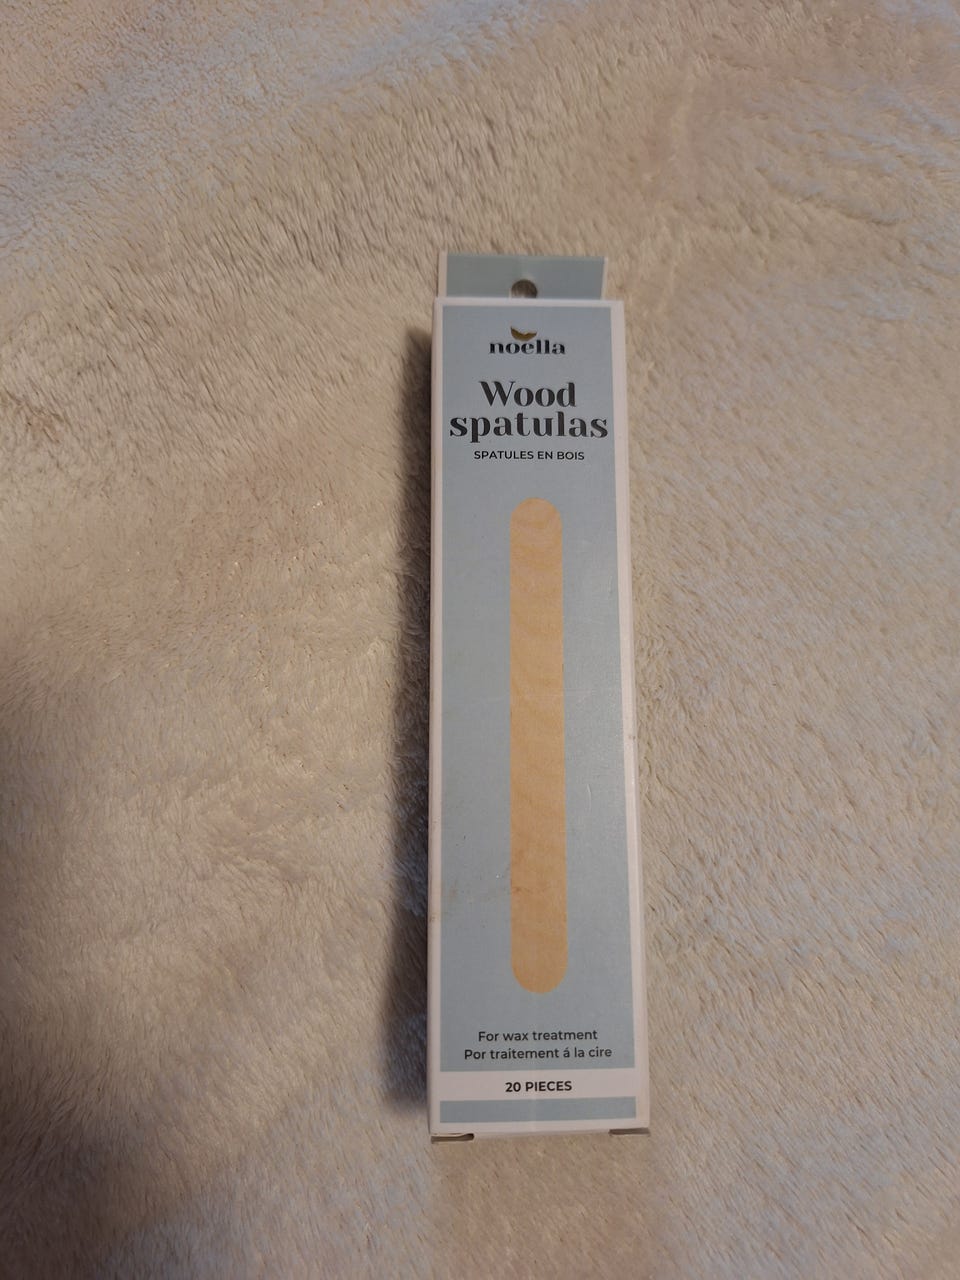 noella
Wood
spatulas
SPATULES EN BOIS
For wax treatment
Por traitement á la cire
20 PIECES